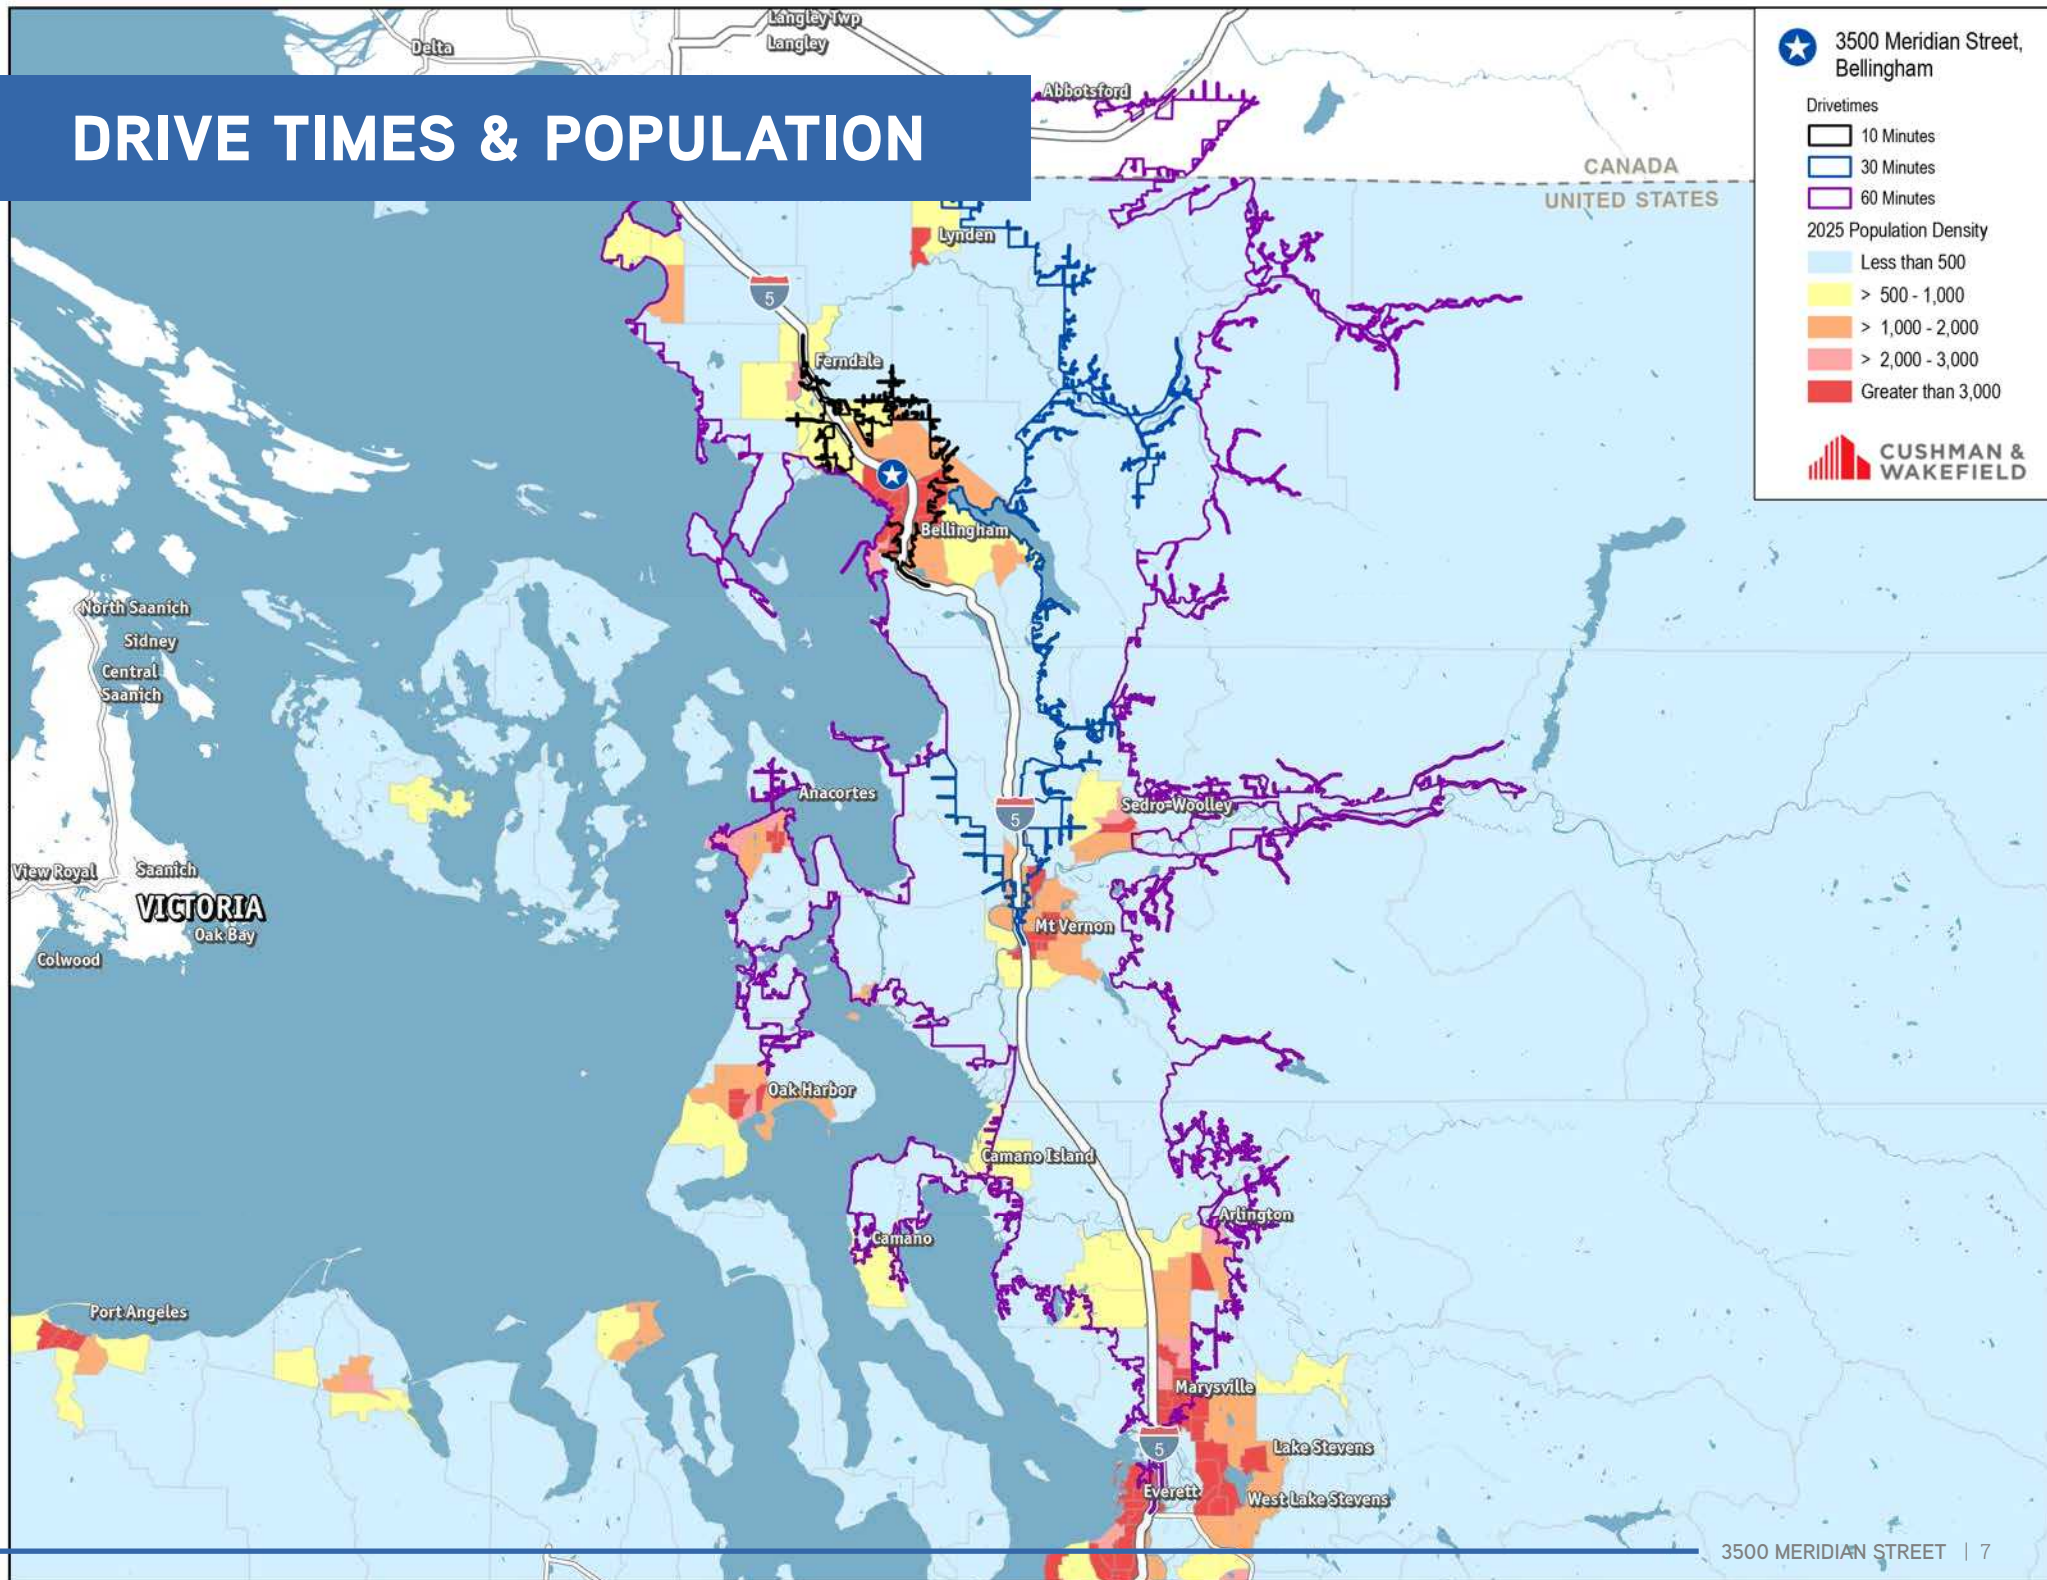 DRIVE TIMES & POPULATION
Delta
Langley Twp
Langley
Abbotsford
CANADA
UNITED STATES
3500 Meridian Street,
Bellingham
Drivetimes
10 Minutes
30 Minutes
60 Minutes
2025 Population Density
Less than 500
> 500 - 1,000
> 1,000 - 2,000
> 2,000 - 3,000
Greater than 3,000
CUSHMAN &
WAKEFIELD
Lynden
5
Ferndale
Bellingham
North Saanich
Sidney
Central
Saanich
Anacortes
5
Sedro-Woolley
View Royal
Saanich
VICTORIA
Oak Bay
Colwood
Mt Vernon
Oak Harbor
Camano Island
Arlington
Camano
Port Angeles
Marysville
5
Lake Stevens
Everett
West Lake Stevens
3500 MERIDIAN STREET | 7